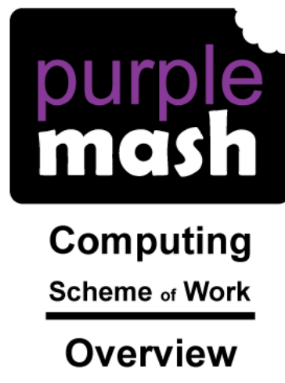 purple
mash
Computing
Scheme of Work
Overview